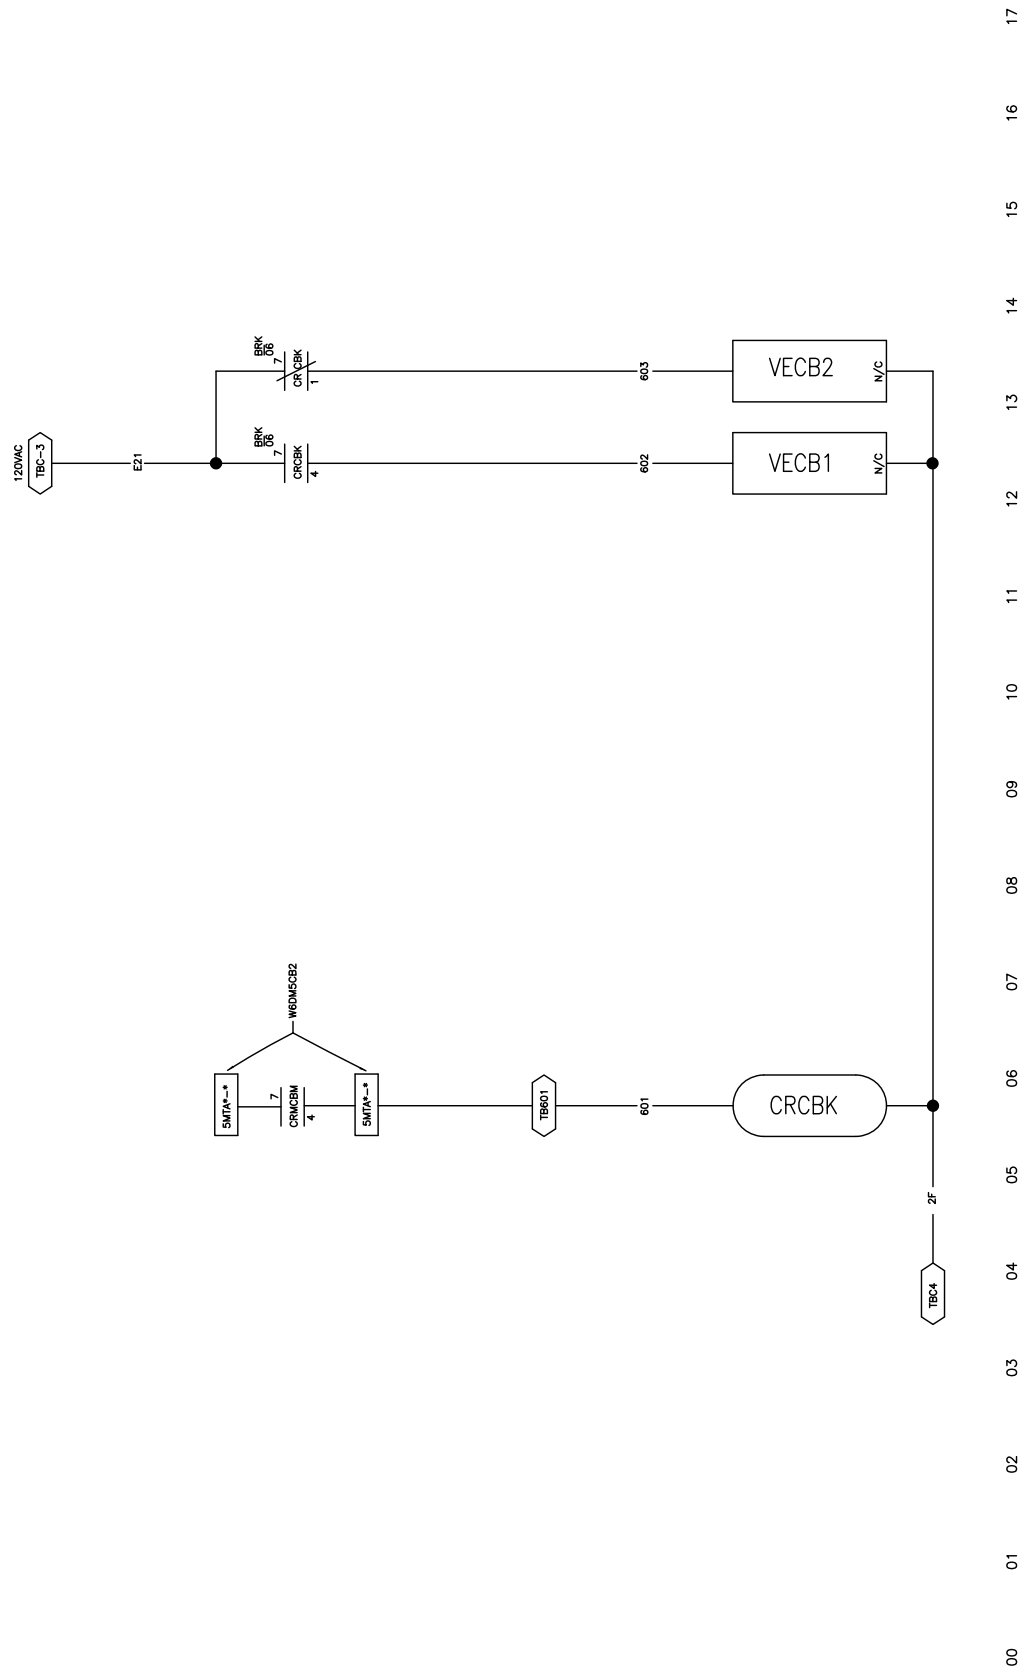 17
16
15
14
13
12
11
10
09
08
07
06
05
04
03
02
01
00
120VAC
TBC-3
E21
BRK
06
7
CRCBK
1
603
VECB2
N/C
BRK
06
7
CRCBK
4
602
VECB1
N/C
W6DM5CB2
5MTA*-*
7
CRMCBM
4
5MTA*-*
TB601
601
CRCBK
2F
TBC4